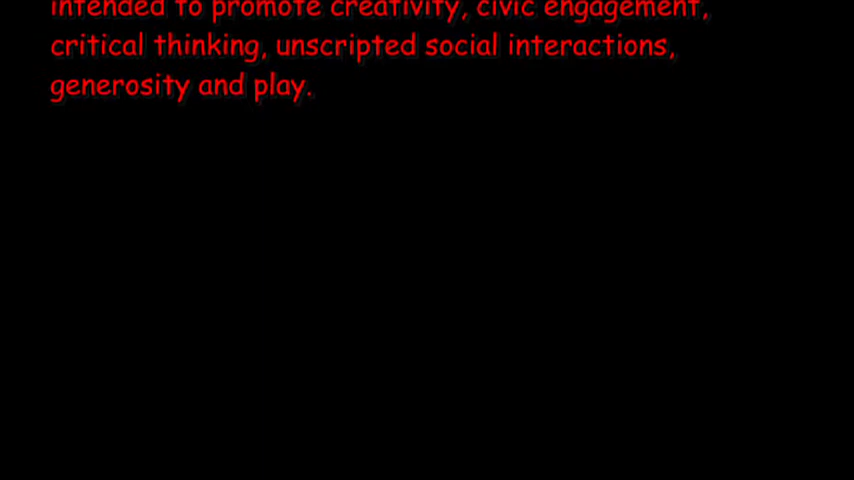 intended to promote creativity, civic engagement,
critical thinking, unscripted social interactions,
generosity and play.